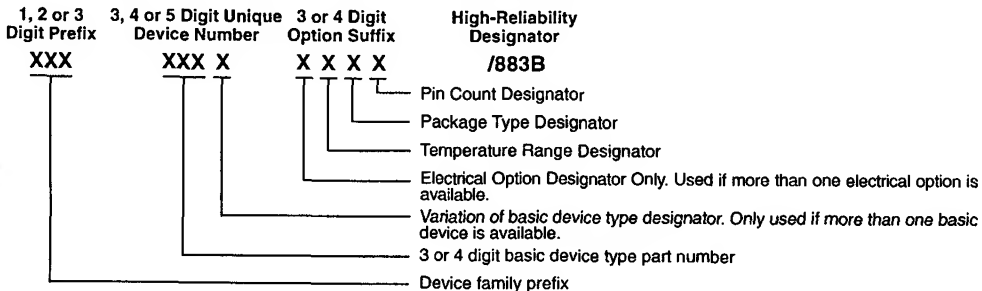 1, 2 or 3 3, 4 or 5 Digit Unique 3 or 4 Digit High-Reliability
Digit Prefix Device Number Option Suffix Designator
XXX XXX X X X X X /883B
Pin Count Designator
Package Type Designator
Temperature Range Designator
Electrical Option Designator Only. Used if more than one electrical option is
available.
Variation of basic device type designator. Only used if more than one basic
device is available.
3 or 4 digit basic device type part number
Device family prefix